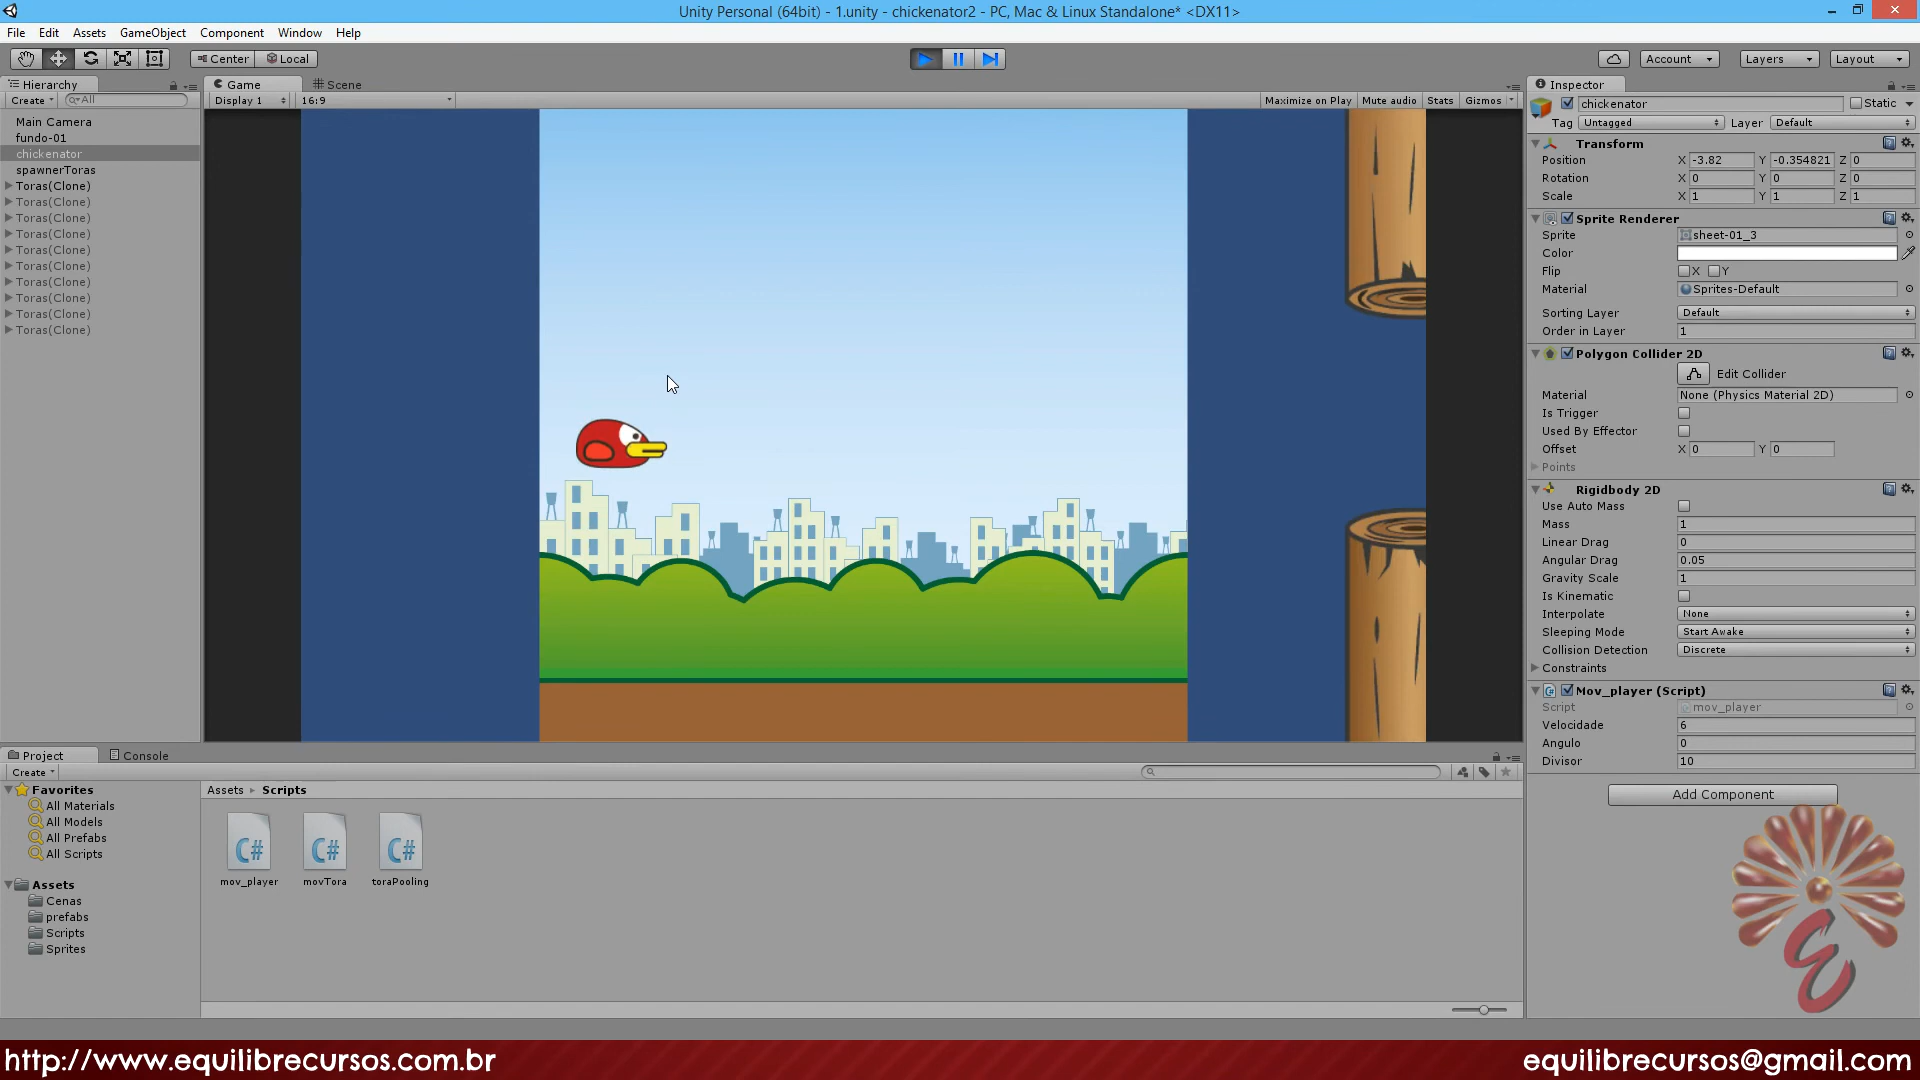 Unity Personal (64bit) - 1.unity - chickenator2 - PC, Mac & Linux Standalone* <DX11>
File Edit Assets GameObject Component Window Help
Center Local Account Layers Layout
Hierarchy
Create All
Main Camera
fundo-01
chickenator
spawnerToras
Toras(Clone)
Toras(Clone)
Toras(Clone)
Toras(Clone)
Toras(Clone)
Toras(Clone)
Toras(Clone)
Toras(Clone)
Toras(Clone)
Toras(Clone)
Game Scene
Display 1 16:9 Maximize on Play Mute audio Stats Gizmos
Inspector
chickenator Static
Tag Untagged Layer Default
Transform
Position X -3.82 Y -0.354821 Z 0
Rotation X 0 Y 0 Z 0
Scale X 1 Y 1 Z 1
Sprite Renderer
Sprite sheet-01_3
Color
Flip X Y
Material Sprites-Default
Sorting Layer Default
Order in Layer 1
Polygon Collider 2D
Edit Collider
Material None (Physics Material 2D)
Is Trigger
Used By Effector
Offset X 0 Y 0
Points
Rigidbody 2D
Use Auto Mass
Mass 1
Linear Drag 0
Angular Drag 0.05
Gravity Scale 1
Is Kinematic
Interpolate None
Sleeping Mode Start Awake
Collision Detection Discrete
Constraints
Mov_player (Script)
Script mov_player
Velocidade 6
Angulo 0
Divisor 10
Add Component
Project Console
Create
Favorites
All Materials
All Models
All Prefabs
All Scripts
Assets
Cenas
prefabs
Scripts
Sprites
Assets Scripts
C# C# C#
mov_player movTora toraPooling
http://www.equilibrecursos.com.br equilibrecursos@gmail.com